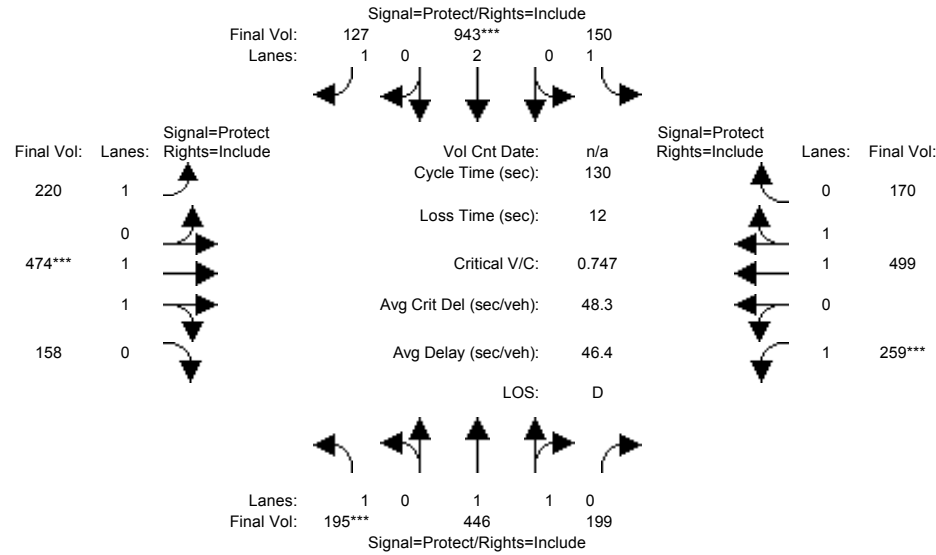 Signal=Protect/Rights=Include
Final Vol: 127 943*** 150
Lanes: 1 0 2 0 1
Signal=Protect
Final Vol: Lanes: Rights=Include
Vol Cnt Date: n/a
Signal=Protect
Rights=Include Lanes: Final Vol:
Cycle Time (sec): 130
220 1
0 170
Loss Time (sec): 12
0
1
474*** 1
Critical V/C: 0.747
1 499
1
Avg Crit Del (sec/veh): 48.3
0
158 0
Avg Delay (sec/veh): 46.4
1 259***
LOS: D
Lanes: 1 0 1 1 0
Final Vol: 195*** 446 199
Signal=Protect/Rights=Include